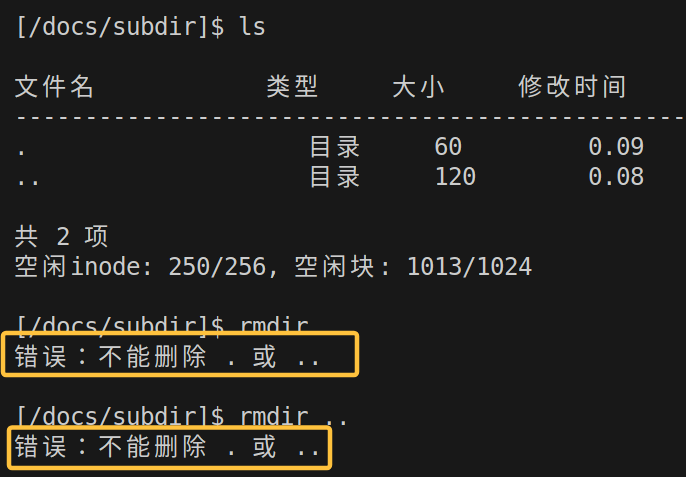 [/docs/subdir]$ ls
文件名 类型 大小 修改时间
------------------------------------------------
. 目录 60 0.09
.. 目录 120 0.08
共 2 项
空闲inode: 250/256, 空闲块: 1013/1024
[/docs/subdir]$ rmdir
错误：不能删除 . 或 ..
[/docs/subdir]$ rmdir ..
错误：不能删除 . 或 ..